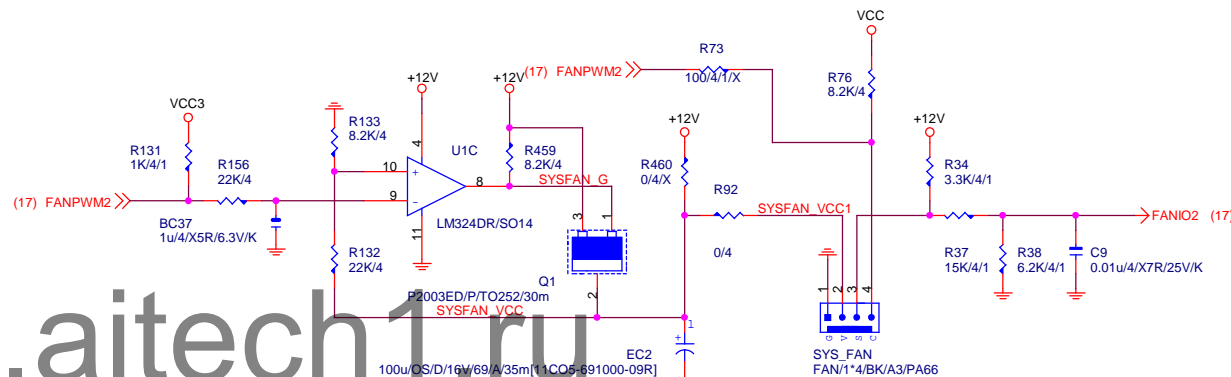 VCC
R73
(17) FANPWM2
100/4/1/X
R76
8.2K/4
+12V
+12V
VCC3
R133
8.2K/4
+12V
+12V
R131
1K/4/1
R156
22K/4
4
U1C
R459
8.2K/4
R460
0/4/X
R34
3.3K/4/1
10
+
SYSFAN_G
R92
SYSFAN_VCC1
(17) FANPWM2
9
-
8
3
1
FANIO2 (17)
BC37
1u/4/X5R/6.3V/K
11
LM324DR/SO14
0/4
R37
15K/4/1
R38
6.2K/4/1
C9
0.01u/4/X7R/25V/K
R132
22K/4
Q1
2
P2003ED/P/TO252/30m
1
2
3
4
SYSFAN_VCC
1
G
V
S
C
+
EC2
100u/OS/D/16V/69/A/35m[11CO5-691000-09R]
SYS_FAN
FAN/1*4/BK/A3/PA66
.aitech1.ru